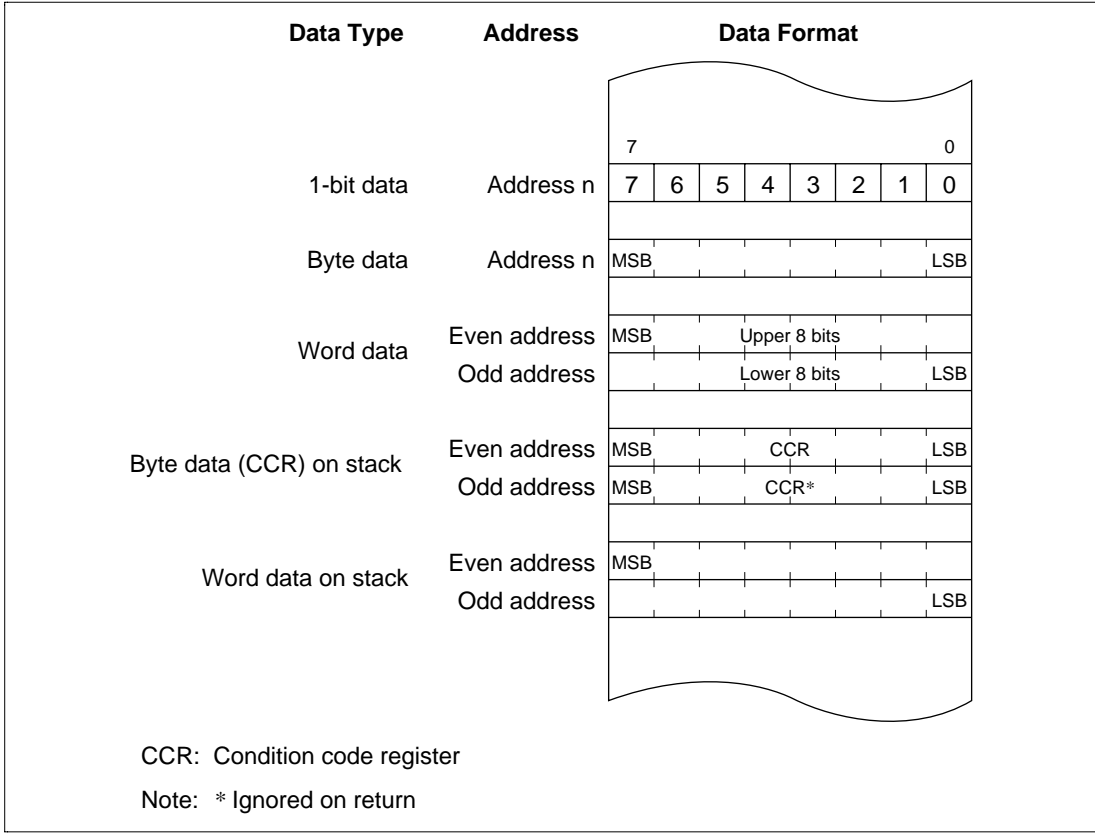 Data Type Address Data Format
7 0
1-bit data Address n 7 6 5 4 3 2 1 0
Byte data Address n MSB LSB
Word data
Even address MSB Upper 8 bits
Odd address Lower 8 bits LSB
Byte data (CCR) on stack
Even address MSB CCR LSB
Odd address MSB CCR* LSB
Word data on stack
Even address MSB
Odd address LSB
CCR: Condition code register
Note: * Ignored on return